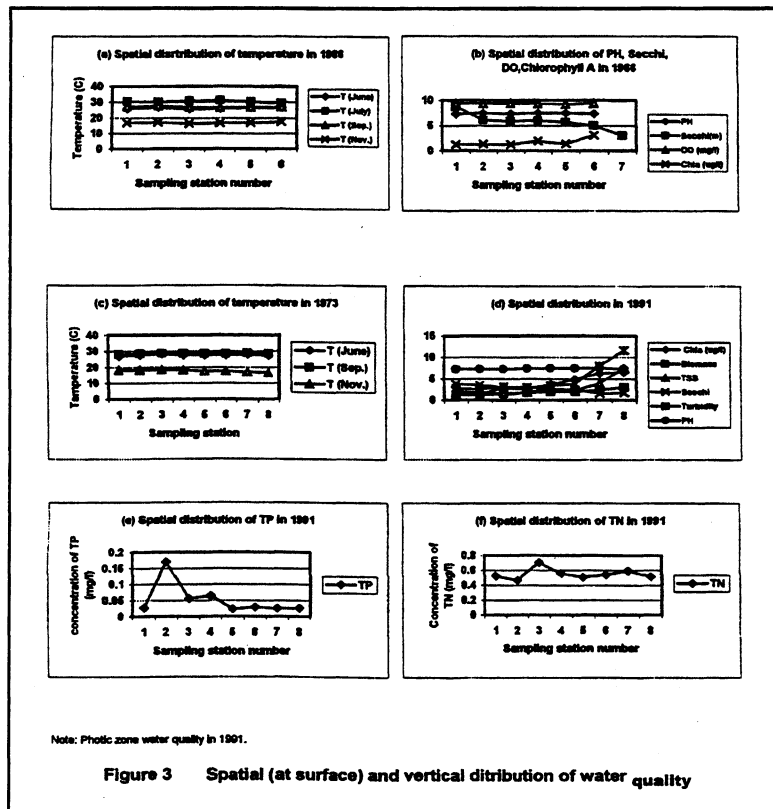 (a) Spatial disrtribution of temperature in 1966
Temperature (C)
40
30
20
10
0
1 2 3 4 5 6
Sampling station number
T (June)
T (July)
T (Sep.)
T (Nov.)
(b) Spatial distribution of PH, Secchi,
DO,Chlorophyll A in 1966
10
5
0
1 2 3 4 5 6 7
Sampling station number
PH
Secchi(m)
DO (mg/l)
Chla (ug/l)
(c) Spatial distribution of temperature in 1973
Temperature (C)
40
30
20
10
0
1 2 3 4 5 6 7 8
Sampling station
T (June)
T (Sep.)
T (Nov.)
(d) Spatial distribution in 1991
15
10
5
0
1 2 3 4 5 6 7 8
Sampling station number
Chla (ug/l)
Biomass
TSS
Secchi
Turbidity
PH
(e) Spatial distribution of TP in 1991
concentration of TP
(mg/l)
0.2
0.15
0.1
0.05
0
1 2 3 4 5 6 7 8
Sampling station number
TP
(f) Spatial distribution of TN in 1991
Concentration of
TN (mg/l)
0.8
0.6
0.4
0.2
0
1 2 3 4 5 6 7 8
Sampling station number
TN
Note: Photic zone water quality in 1991.
Figure 3 Spatial (at surface) and vertical ditribution of water quality